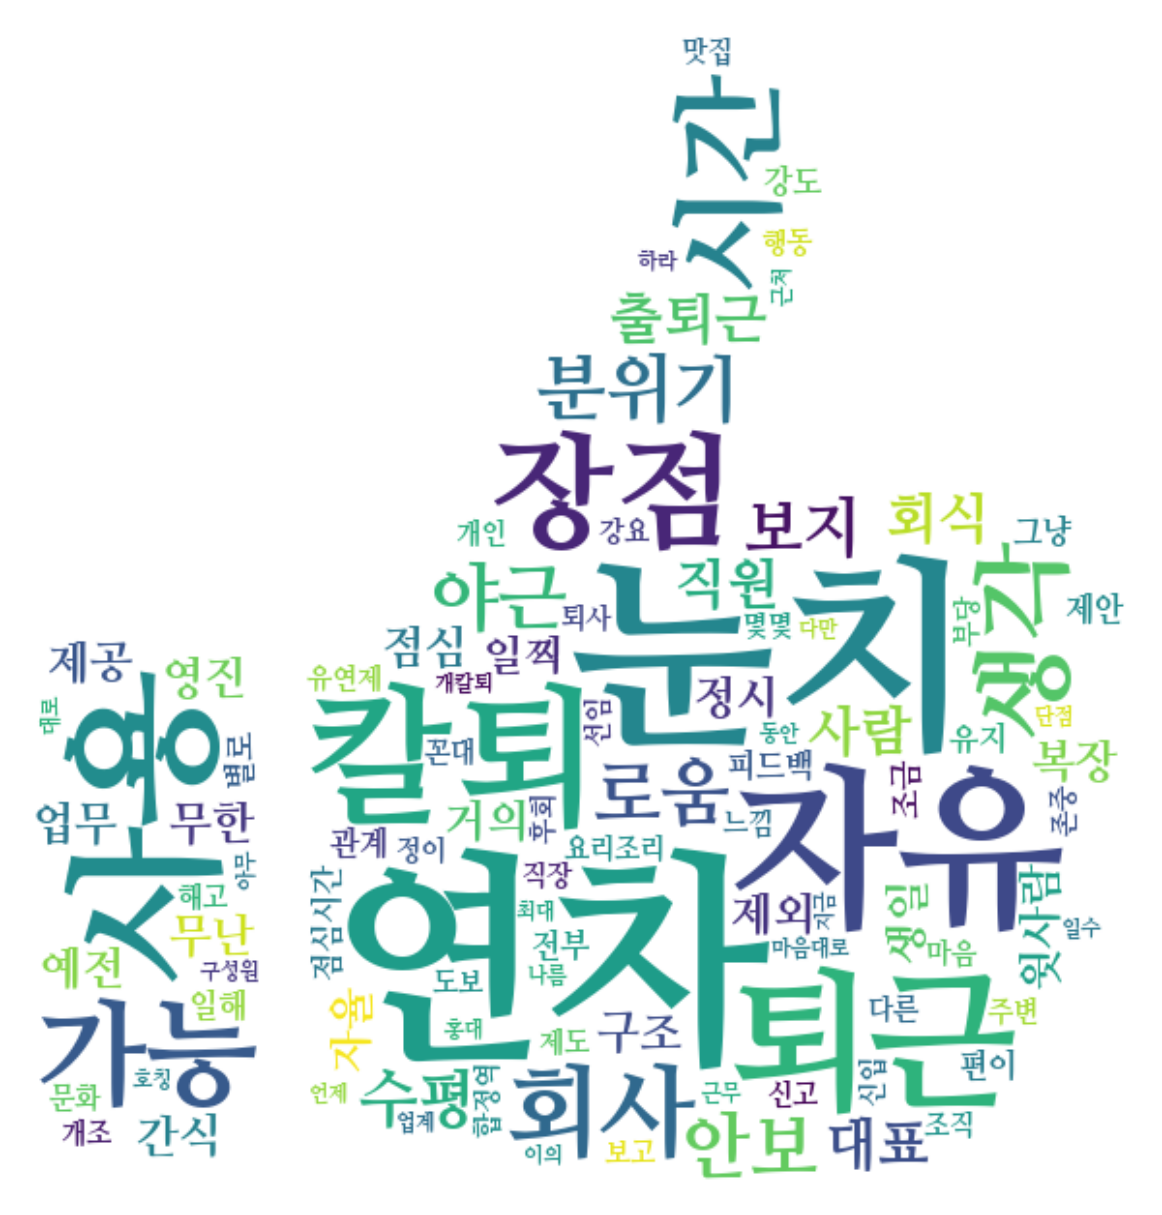 맛집
시간
강도
행동
하라
근처
출퇴근
분위기
장점
보지
회식
개인
강요
그냥
눈치
생각
야근
직원
제안
퇴사
몇몇
다만
부당
점심
일찍
제공
영진
유연제
개칼퇴
정시
칼퇴
선임
사람
단점
대로
사용
꼰대
동안
유지
복장
별로
로움
피드백
조금
자유
업무
무한
거의
후회
느낌
존중
관계
정이
요리조리
연차
아무
직장
해고
점심시간
최대
제외
지금
생일
윗사람
일수
무난
전부
마음대로
마음
예전
구성원
도보
나름
퇴근
일해
자율
홍대
제도
구조
다른
주변
가능
호칭
문화
수평
합정역
회사
편이
언제
근무
신고
신입
개조
간식
업계
이의
보고
안보
대표
조직